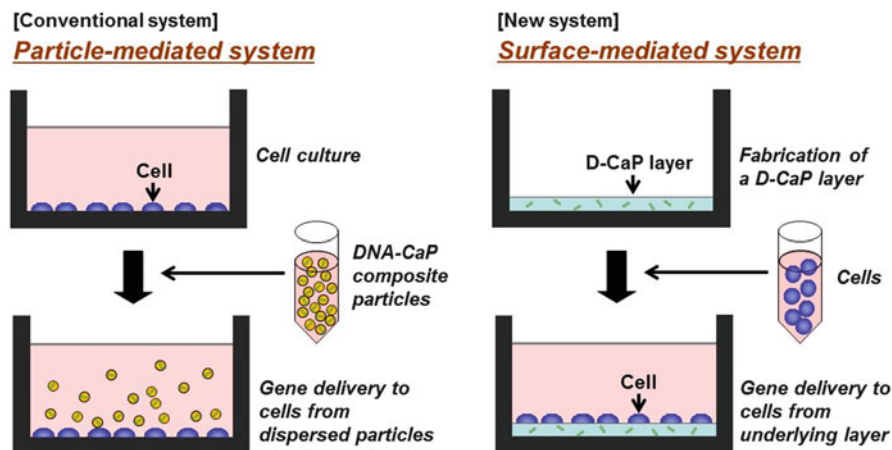 [Conventional system]
Particle-mediated system
Cell culture
Cell
DNA-CaP
composite
particles
Gene delivery to
cells from
dispersed particles
[New system]
Surface-mediated system
D-CaP layer
Fabrication of
a D-CaP layer
Cells
Cell
Gene delivery to
cells from
underlying layer